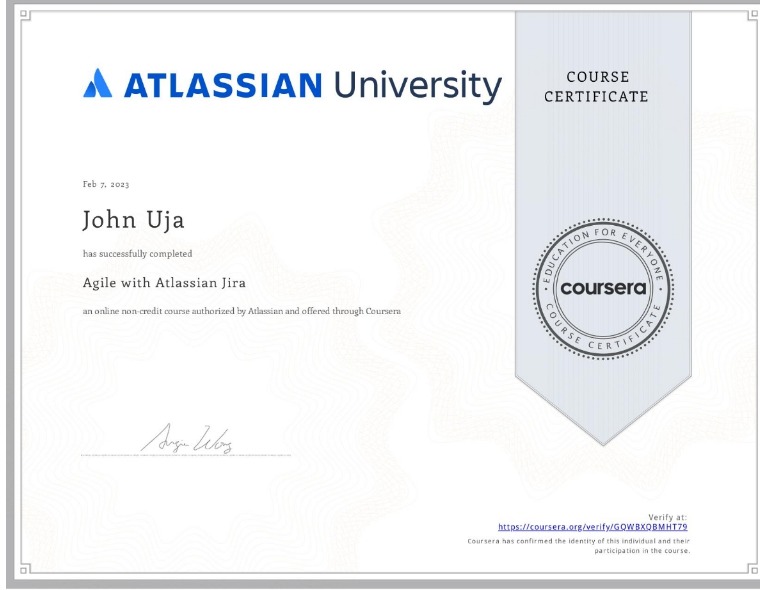 ATLASSIAN University
COURSE
CERTIFICATE
Feb 7, 2023
John Uja
has successfully completed
Agile with Atlassian Jira
an online non-credit course authorized by Atlassian and offered through Coursera
EDUCATION FOR EVERYONE
coursera
COURSE CERTIFICATE
Angie Wong
Verify at:
https://coursera.org/verify/GQWBXQBMHT79
Coursera has confirmed the identity of this individual and their
participation in the course.